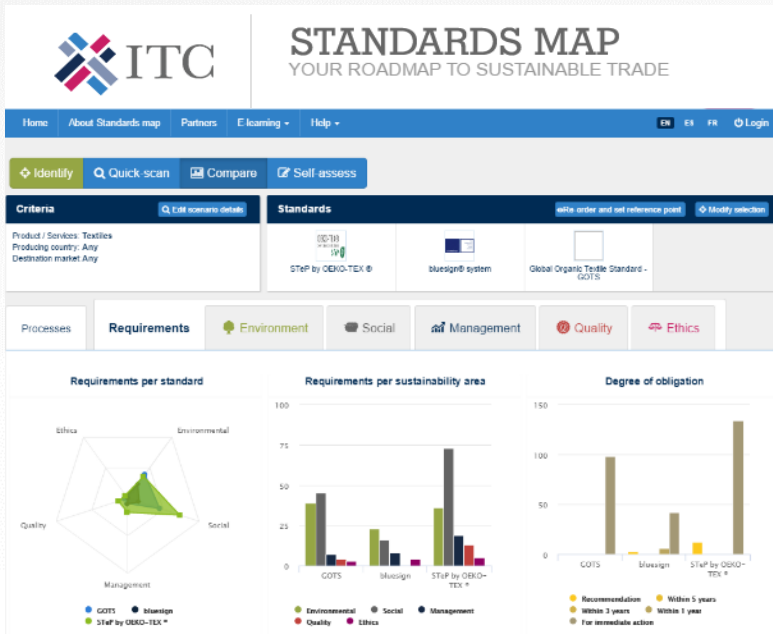 ITC
STANDARDS MAP
YOUR ROADMAP TO SUSTAINABLE TRADE
Home About Standards map Partners E learning Help EN ES FR Login
Identify Quick-scan Compare Self-assess
Criteria Edit scenario details Standards Re-order and set reference point Modify selection
Product / Services: Textiles
Producing country: Any
Destination market Any
STeP by OEKO-TEX ® bluesign® system Global Organic Textile Standard -
GOTS
Processes Requirements Environment Social Management Quality Ethics
Requirements per standard Requirements per sustainability area Degree of obligation
Ethics Environmental
Quality Social
Management
GOTS bluesign
STeP by OEKO-TEX ®
100
75
50
25
0
GOTS bluesign STeP by OEKO-
TEX ®
Environmental Social Management
Quality Ethics
150
100
50
0
GOTS bluesign STeP by OEKO-
TEX ®
Recommendation Within 5 years
Within 3 years Within 1 year
For immediate action